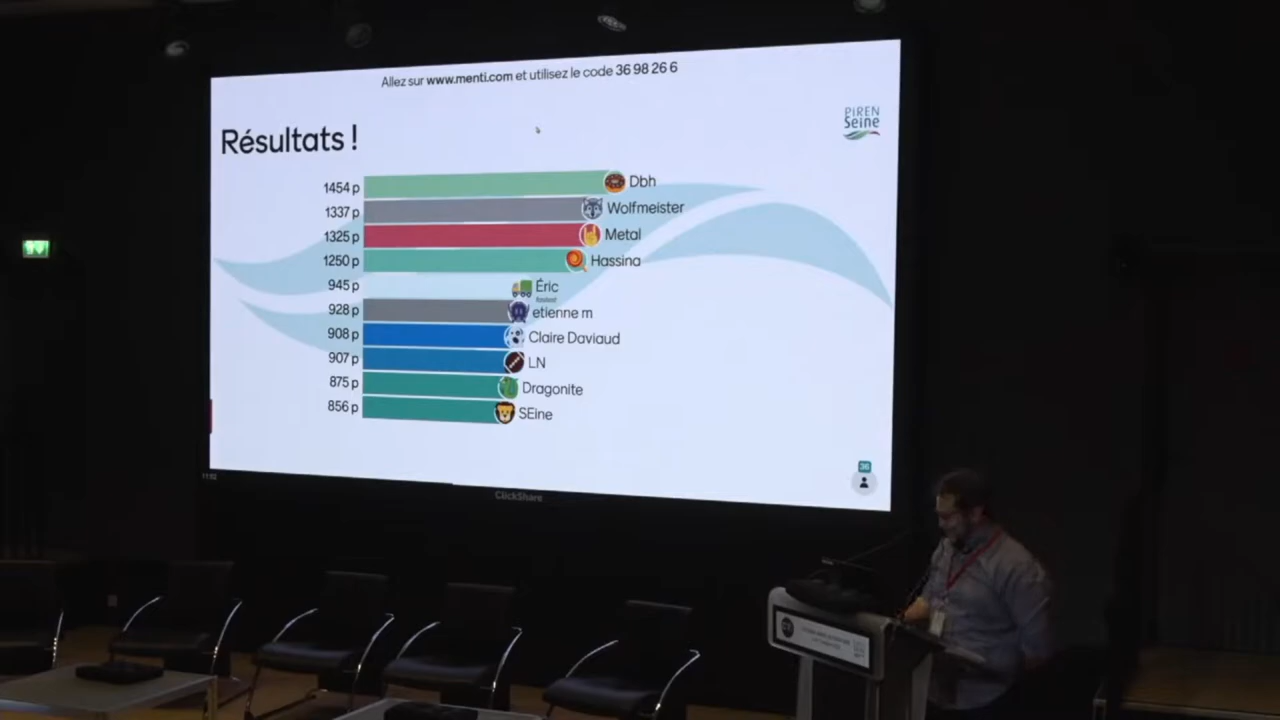 Allez sur www.menti.com et utilisez le code 36 98 26 6
PIREN
Seine
Résultats !
1454 p Dbh
1337 p Wolfmeister
1325 p Metal
1250 p Hassina
945 p Éric
928 p etienne m
908 p Claire Daviaud
907 p LN
875 p Dragonite
856 p SEine
36
ClickShare